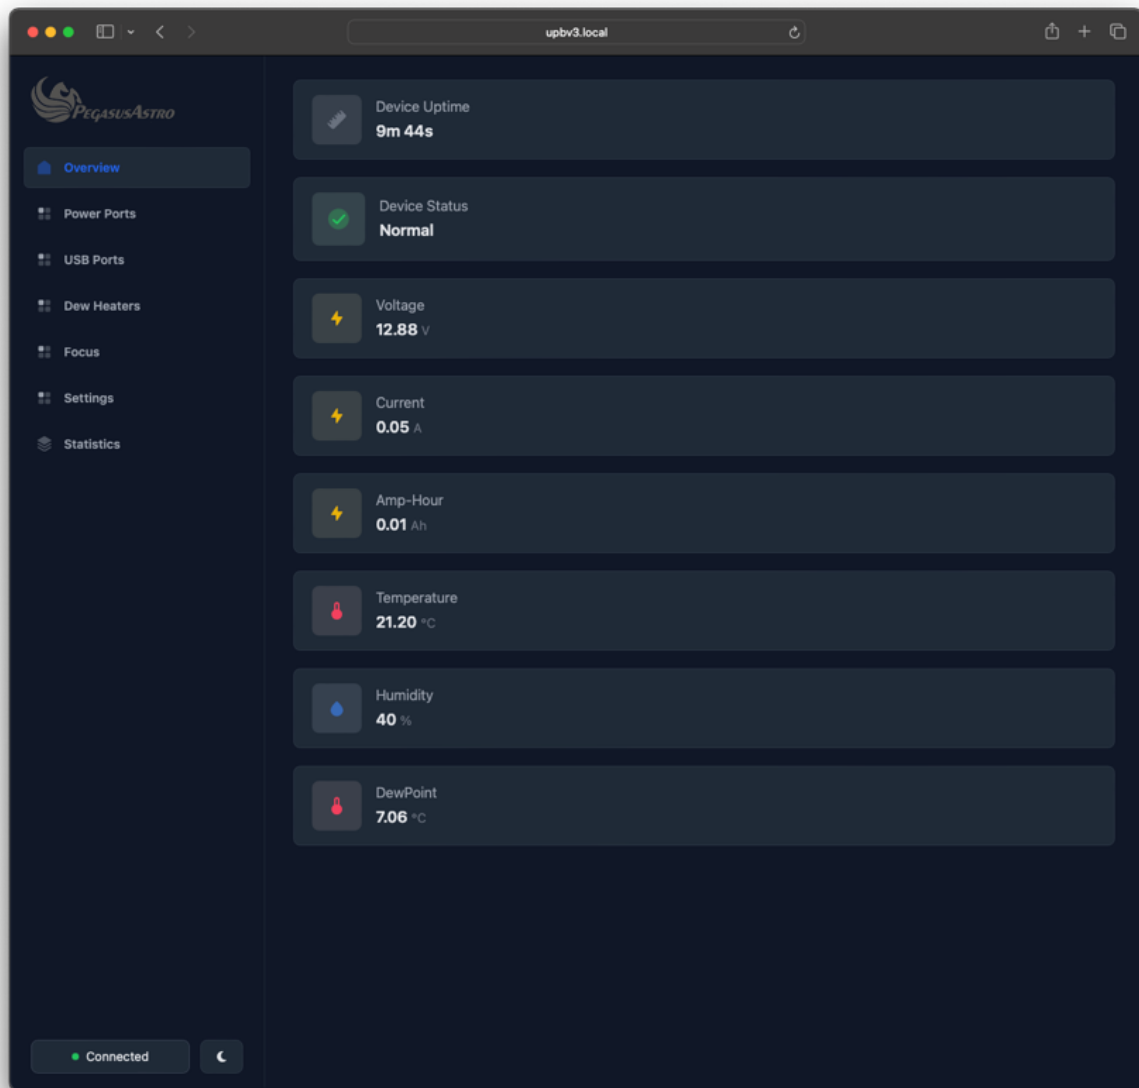 upbv3.local
PegasusAstro
Overview
Power Ports
USB Ports
Dew Heaters
Focus
Settings
Statistics
Connected
Device Uptime
9m 44s
Device Status
Normal
Voltage
12.88 V
Current
0.05 A
Amp-Hour
0.01 Ah
Temperature
21.20 °C
Humidity
40 %
DewPoint
7.06 °C